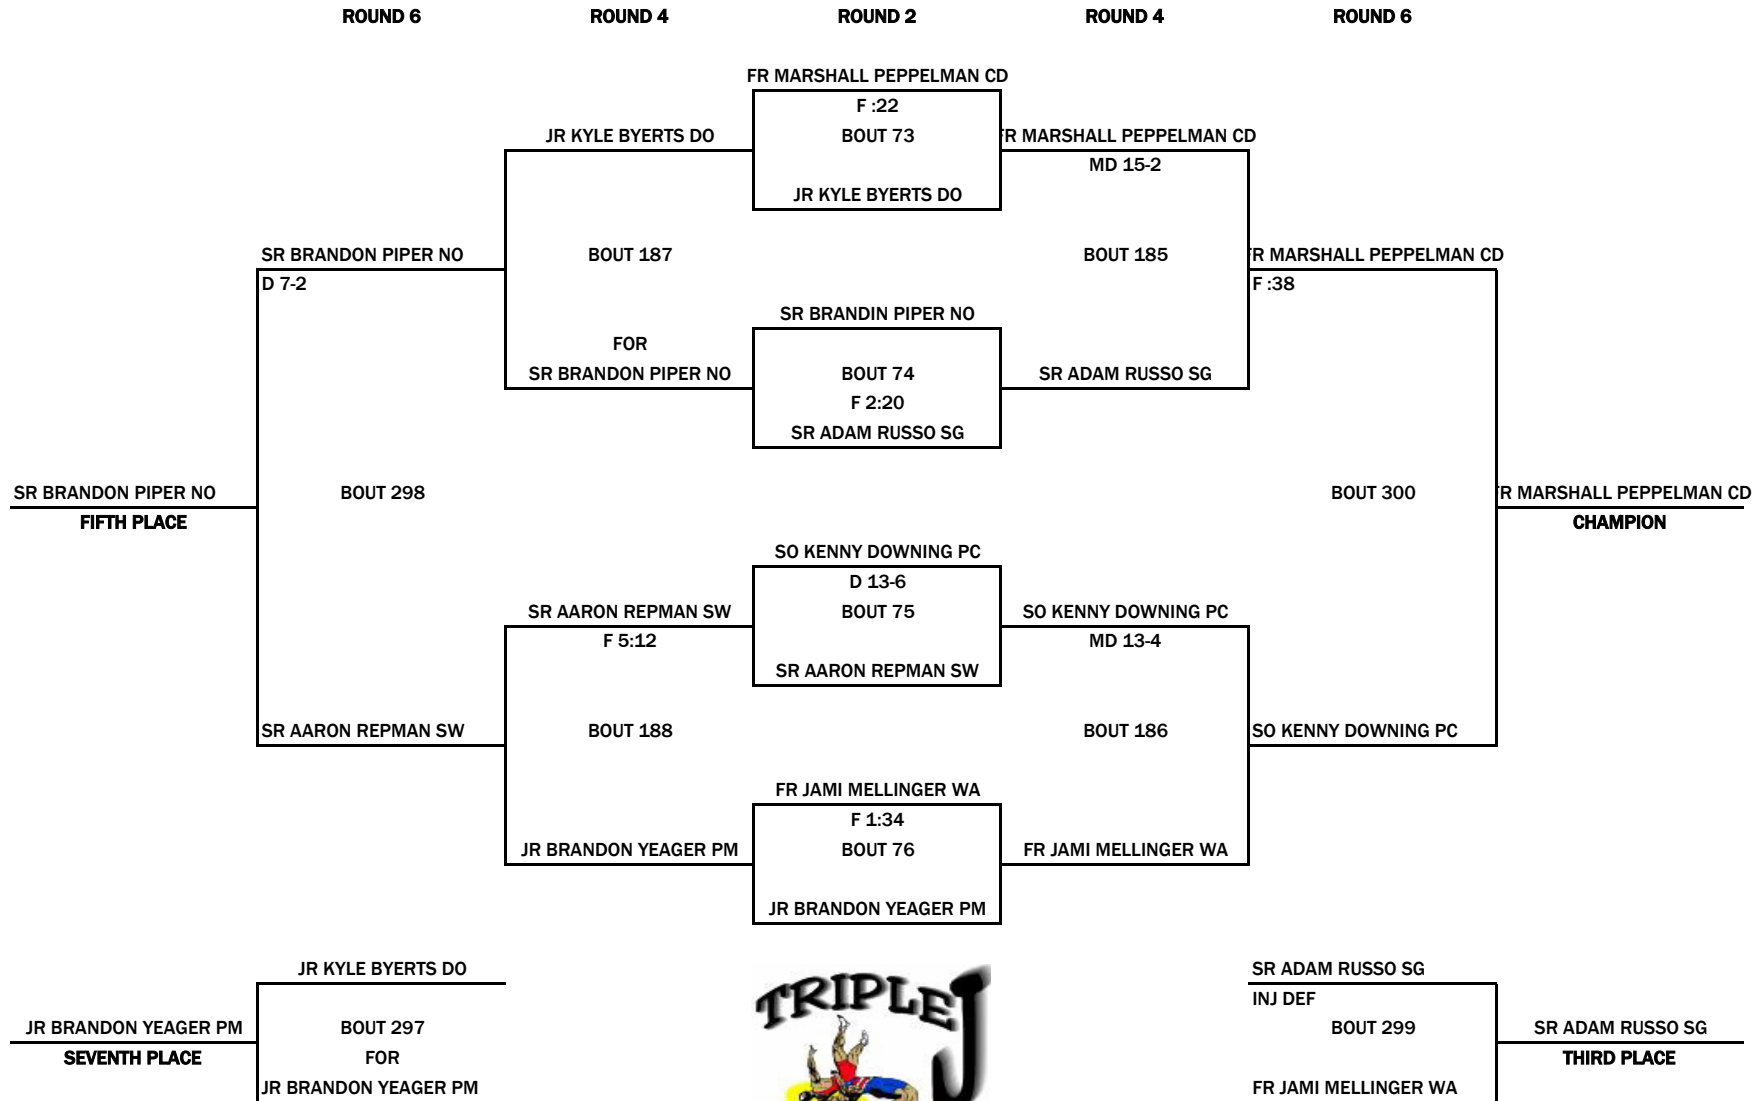 ROUND 6 ROUND 4 ROUND 2 ROUND 4 ROUND 6
FR MARSHALL PEPPELMAN CD
F :22
JR KYLE BYERTS DO BOUT 73 FR MARSHALL PEPPELMAN CD
MD 15-2
JR KYLE BYERTS DO
SR BRANDON PIPER NO BOUT 187 BOUT 185 FR MARSHALL PEPPELMAN CD
D 7-2 F :38
SR BRANDIN PIPER NO
FOR
SR BRANDON PIPER NO BOUT 74 SR ADAM RUSSO SG
F 2:20
SR ADAM RUSSO SG
SR BRANDON PIPER NO BOUT 298 BOUT 300 FR MARSHALL PEPPELMAN CD
FIFTH PLACE CHAMPION
SO KENNY DOWNING PC
D 13-6
SR AARON REPMAN SW BOUT 75 SO KENNY DOWNING PC
F 5:12 MD 13-4
SR AARON REPMAN SW
SR AARON REPMAN SW BOUT 188 BOUT 186 SO KENNY DOWNING PC
FR JAMI MELLINGER WA
F 1:34
JR BRANDON YEAGER PM BOUT 76 FR JAMI MELLINGER WA
JR BRANDON YEAGER PM
JR KYLE BYERTS DO SR ADAM RUSSO SG
INJ DEF
JR BRANDON YEAGER PM BOUT 297 BOUT 299 SR ADAM RUSSO SG
SEVENTH PLACE FOR THIRD PLACE
JR BRANDON YEAGER PM FR JAMI MELLINGER WA
TRIPLE J